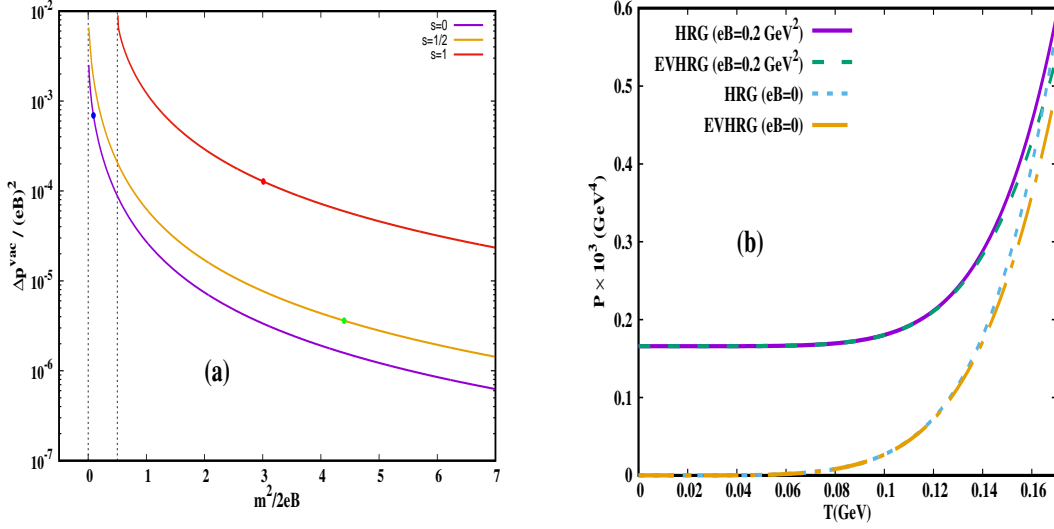 10^-2
10^-3
10^-4
10^-5
10^-6
10^-7
Δp^vac / (eB)^2
s=0
s=1/2
s=1
(a)
0 1 2 3 4 5 6 7
m^2/2eB
0.6
0.5
0.4
0.3
0.2
0.1
0
P × 10^3 (GeV^4)
HRG (eB=0.2 GeV^2)
EVHRG (eB=0.2 GeV^2)
HRG (eB=0)
EVHRG (eB=0)
(b)
0 0.02 0.04 0.06 0.08 0.1 0.12 0.14 0.16
T(GeV)